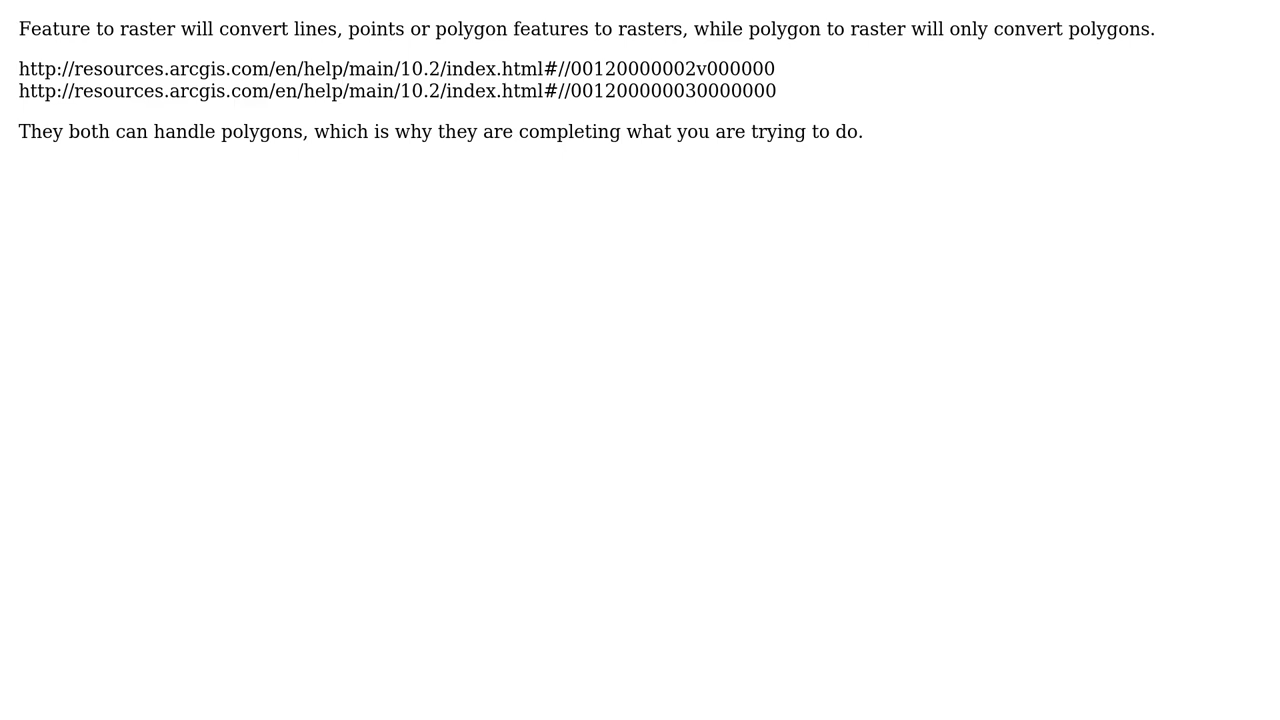 Feature to raster will convert lines, points or polygon features to rasters, while polygon to raster will only convert polygons.
http://resources.arcgis.com/en/help/main/10.2/index.html#//00120000002v000000
http://resources.arcgis.com/en/help/main/10.2/index.html#//001200000030000000
They both can handle polygons, which is why they are completing what you are trying to do.